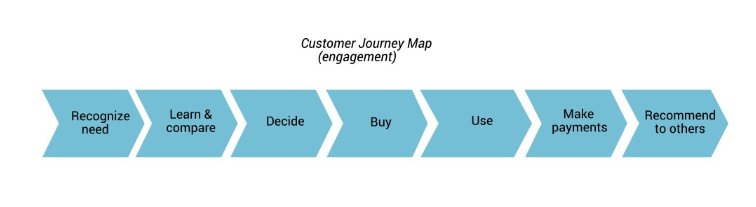 Customer Journey Map
(engagement)
Recognize
need
Learn &
compare
Decide
Buy
Use
Make
payments
Recommend
to others